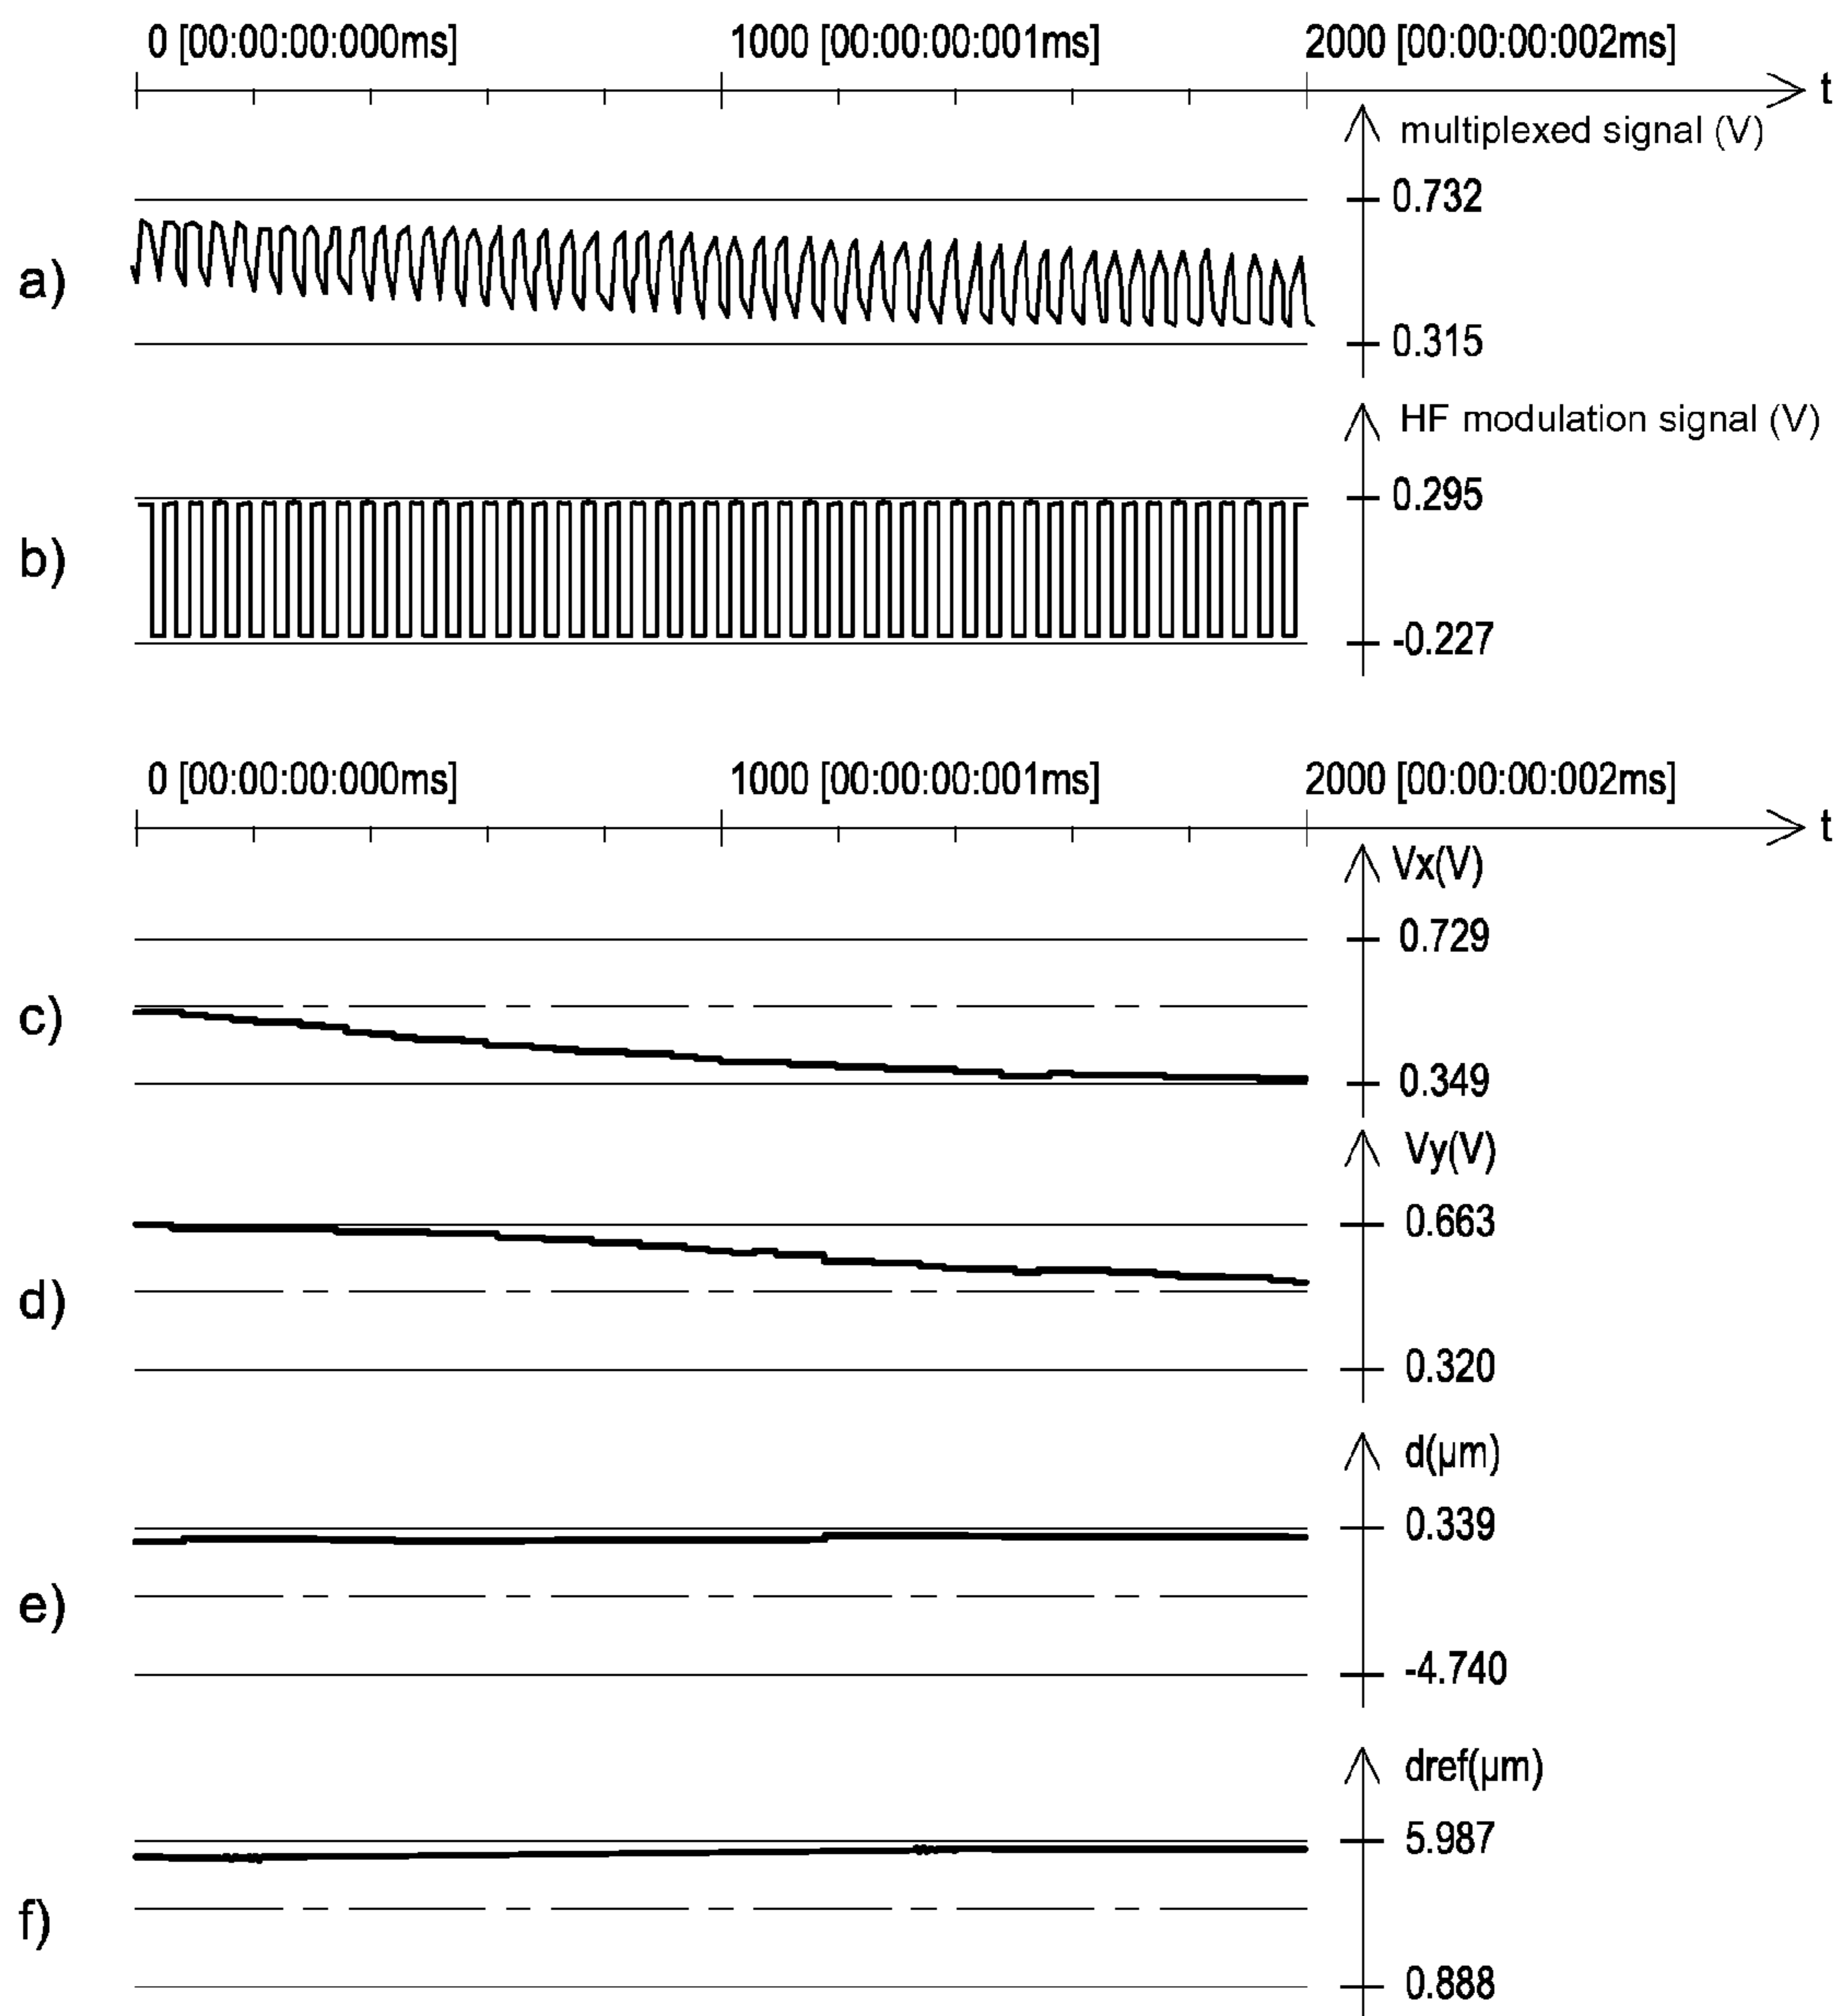 0 [00:00:00:000ms] 1000 [00:00:00:001ms] 2000 [00:00:00:002ms]
t
multiplexed signal (V)
0.732
a)
0.315
HF modulation signal (V)
0.295
b)
-0.227
0 [00:00:00:000ms] 1000 [00:00:00:001ms] 2000 [00:00:00:002ms]
t
Vx(V)
0.729
c)
0.349
Vy(V)
0.663
d)
0.320
d(µm)
0.339
e)
-4.740
dref(µm)
5.987
f)
0.888